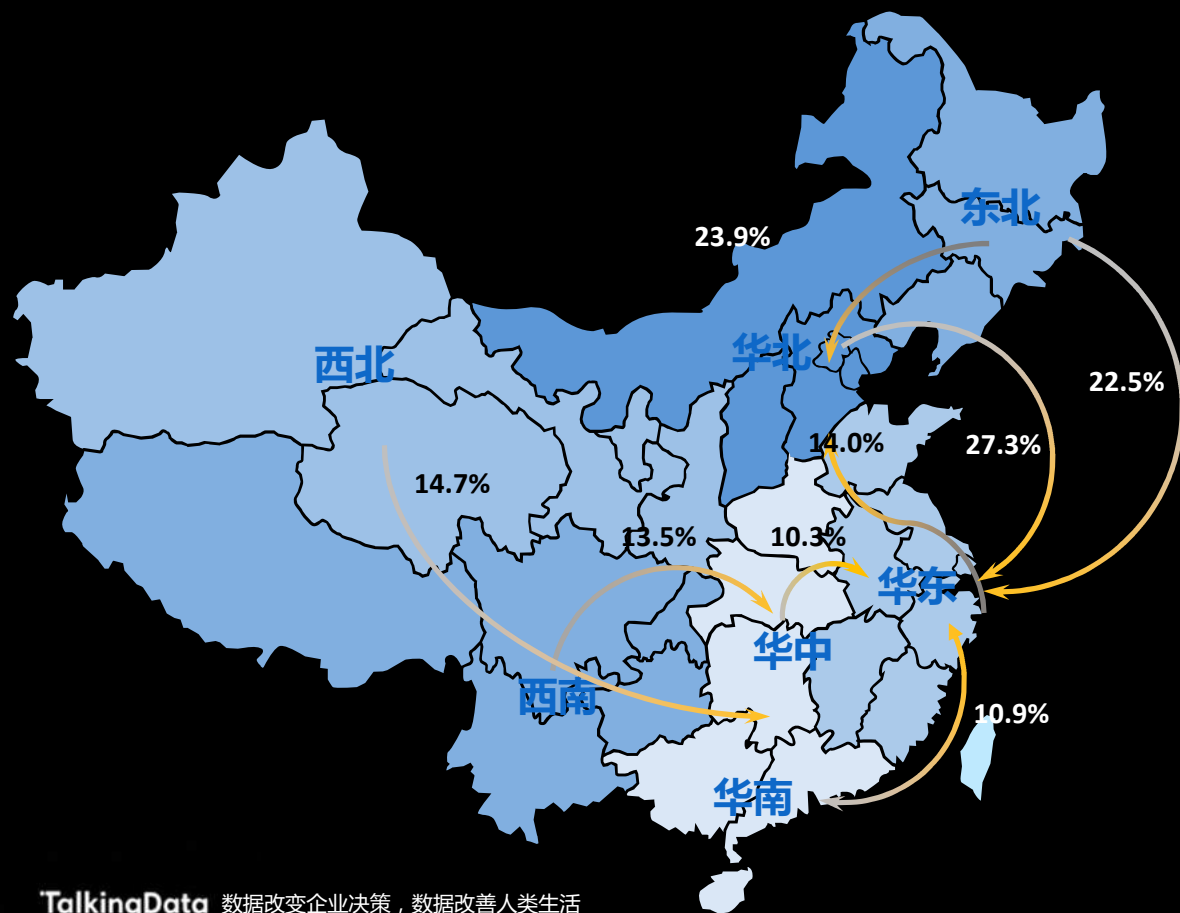 东北
23.9%
华北
西北
22.5%
14.0%
27.3%
14.7%
13.5%
10.3%
华东
华中
西南
10.9%
华南
TalkingData 数据改变企业决策，数据改善人类生活